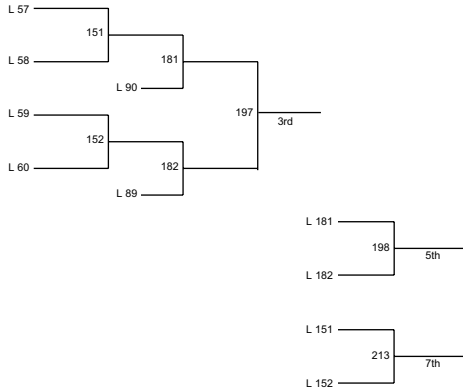 L 57
151
L 58
181
L 90
L 59
197
3rd
152
L 60
182
L 89
L 181
198
5th
L 182
L 151
213
7th
L 152